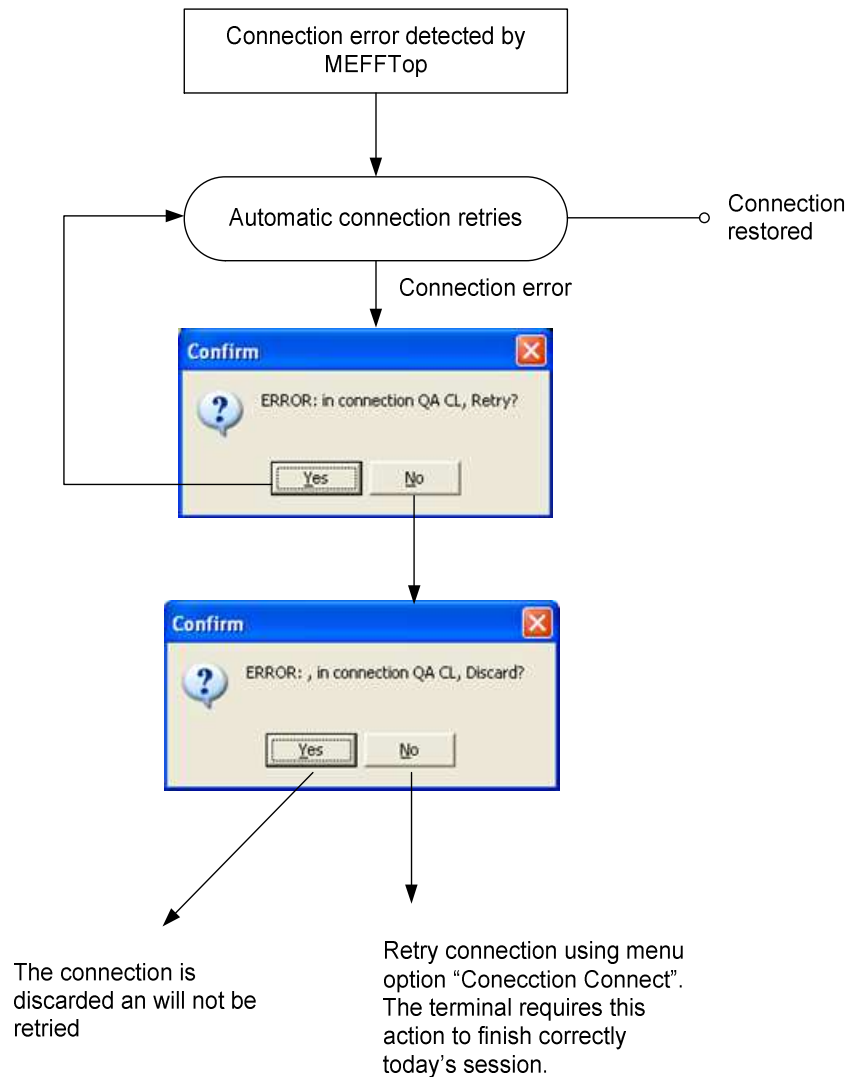 Connection error detected by
MEFFTop
Automatic connection retries
Connection
restored
Connection error
Confirm
ERROR: in connection QA CL, Retry?
Yes
No
Confirm
ERROR: , in connection QA CL, Discard?
Yes
No
The connection is
discarded an will not be
retried
Retry connection using menu
option “Conecction Connect”.
The terminal requires this
action to finish correctly
today’s session.